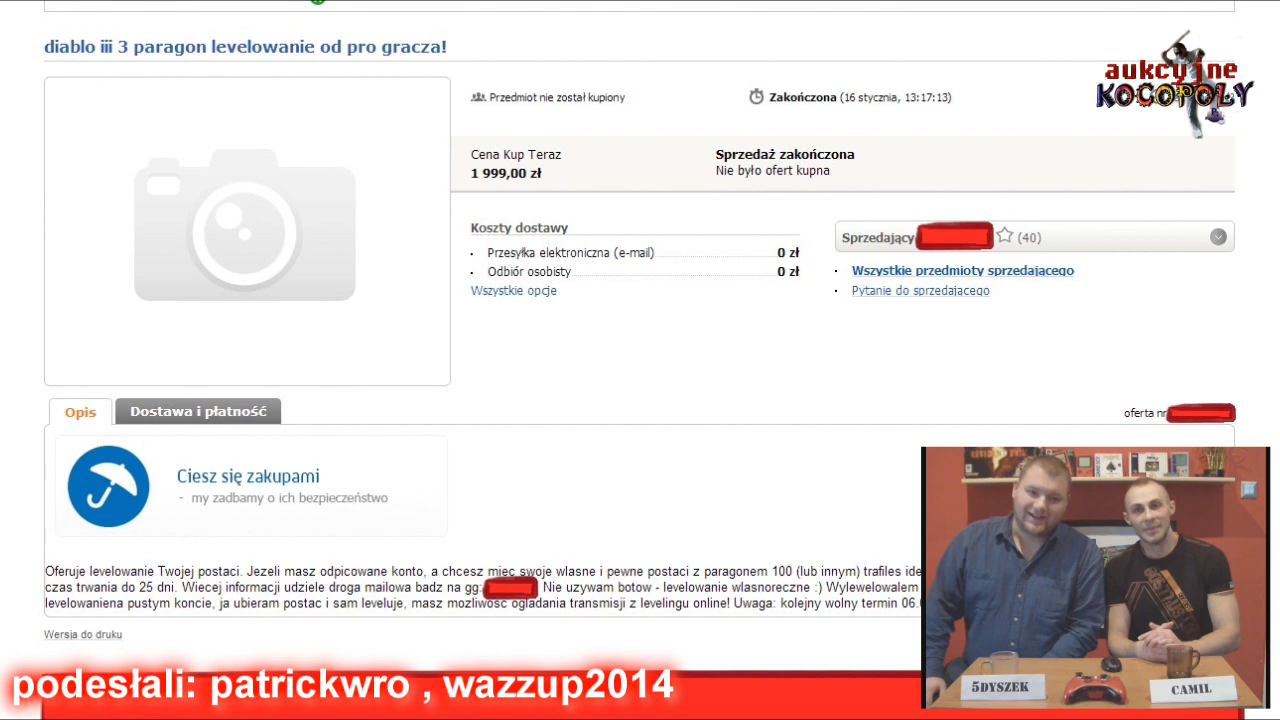 diablo iii 3 paragon levelowanie od pro gracza!
aukcyjne
KOCOPOLY
Przedmiot nie został kupiony
Zakończona (16 stycznia, 13:17:13)
Cena Kup Teraz
1 999,00 zł
Sprzedaż zakończona
Nie było ofert kupna
Koszty dostawy
Przesyłka elektroniczna (e-mail) 0 zł
Odbiór osobisty 0 zł
Wszystkie opcje
Sprzedający (40)
Wszystkie przedmioty sprzedającego
Pytanie do sprzedającego
Opis
Dostawa i płatność
oferta nr
Ciesz się zakupami
- my zadbamy o ich bezpieczeństwo
Oferuje levelowanie Twojej postaci. Jezeli masz odpicowane konto, a chcesz miec swoje wlasne i pewne postaci z paragonem 100 (lub innym) trafiles ide
czas trwania do 25 dni. Wiecej informacji udziele droga mailowa badz na gg: Nie uzywam botow - levelowanie wlasnoreczne :) Wylewelowalem
levelowaniena pustym koncie, ja ubieram postac i sam leveluje, masz mozliwosc ogladania transmisji z levelingu online! Uwaga: kolejny wolny termin 06.
Wersja do druku
podesłali: patrickwro , wazzup2014
5DYSZEK
CAMIL